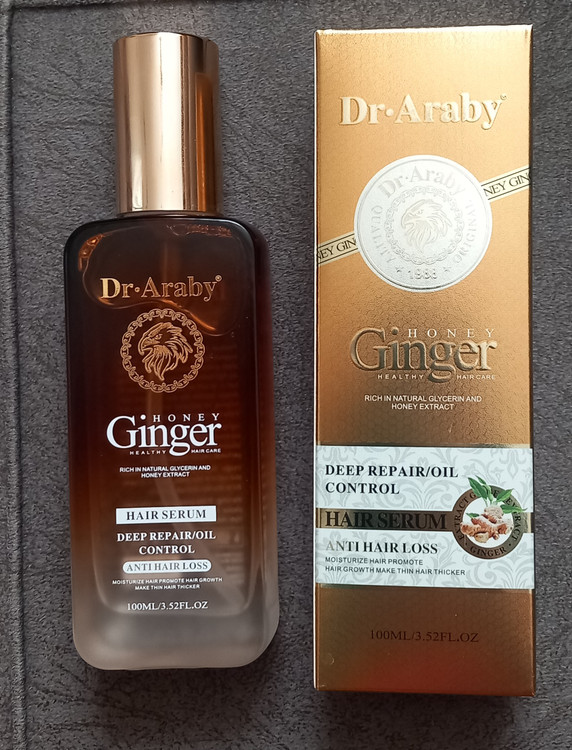 Dr·Araby®
HONEY
Ginger
HEALTHY HAIR CARE
RICH IN NATURAL GLYCERIN AND
HONEY EXTRACT
HAIR SERUM
DEEP REPAIR/OIL
CONTROL
ANTI HAIR LOSS
MOISTURIZE HAIR PROMOTE HAIR GROWTH
MAKE THIN HAIR THICKER
100ML/3.52FL.OZ
Dr·Araby®
Dr·Araby
1988
HONEY
Ginger
HEALTHY HAIR CARE
RICH IN NATURAL GLYCERIN AND
HONEY EXTRACT
DEEP REPAIR/OIL
CONTROL
HAIR SERUM
ANTI HAIR LOSS
MOISTURIZE HAIR PROMOTE
HAIR GROWTH MAKE THIN HAIR THICKER
100ML/3.52FL.OZ